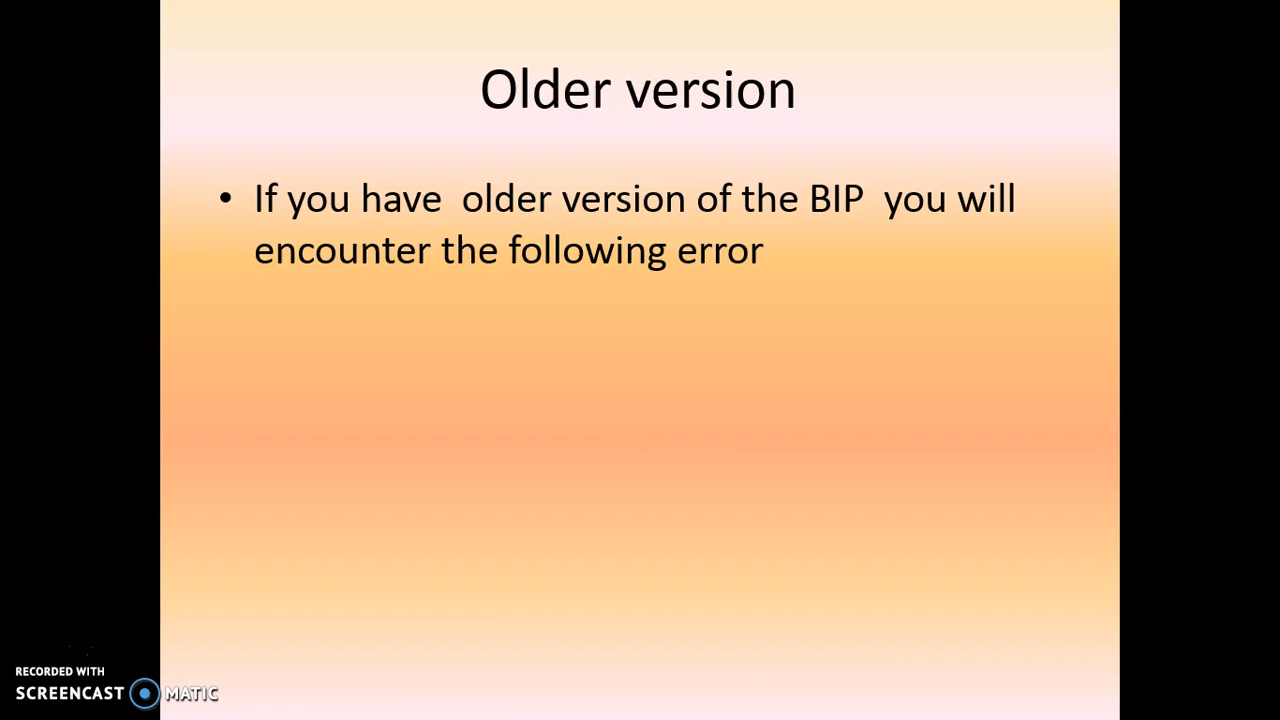 Older version
• If you have  older version of the BIP  you will
encounter the following error
RECORDED WITH
SCREENCAST MATIC